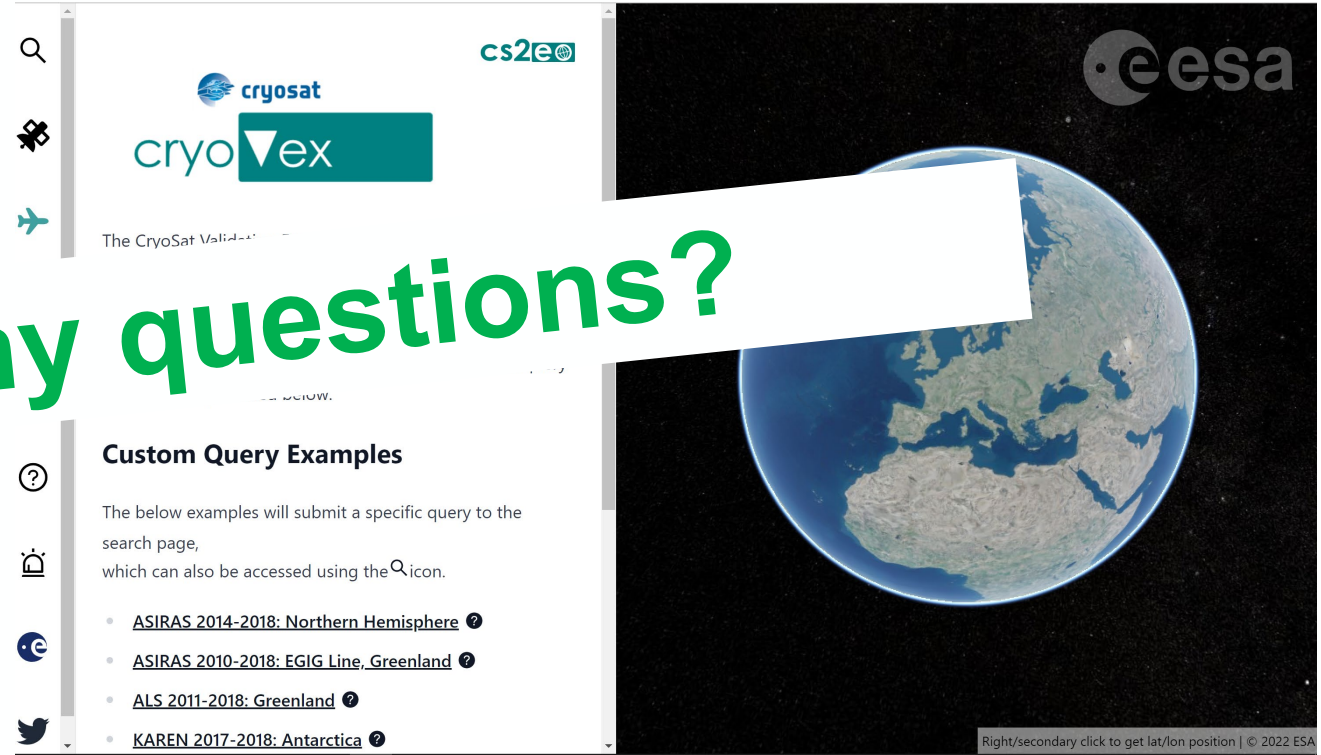 cs2eo
cryosat
cryovex
esa
The CryoSat
ny questions?
below.
Custom Query Examples
The below examples will submit a specific query to the
search page,
which can also be accessed using the icon.
ASIRAS 2014-2018: Northern Hemisphere
ASIRAS 2010-2018: EGIG Line, Greenland
ALS 2011-2018: Greenland
KAREN 2017-2018: Antarctica
Right/secondary click to get lat/lon position | © 2022 ESA